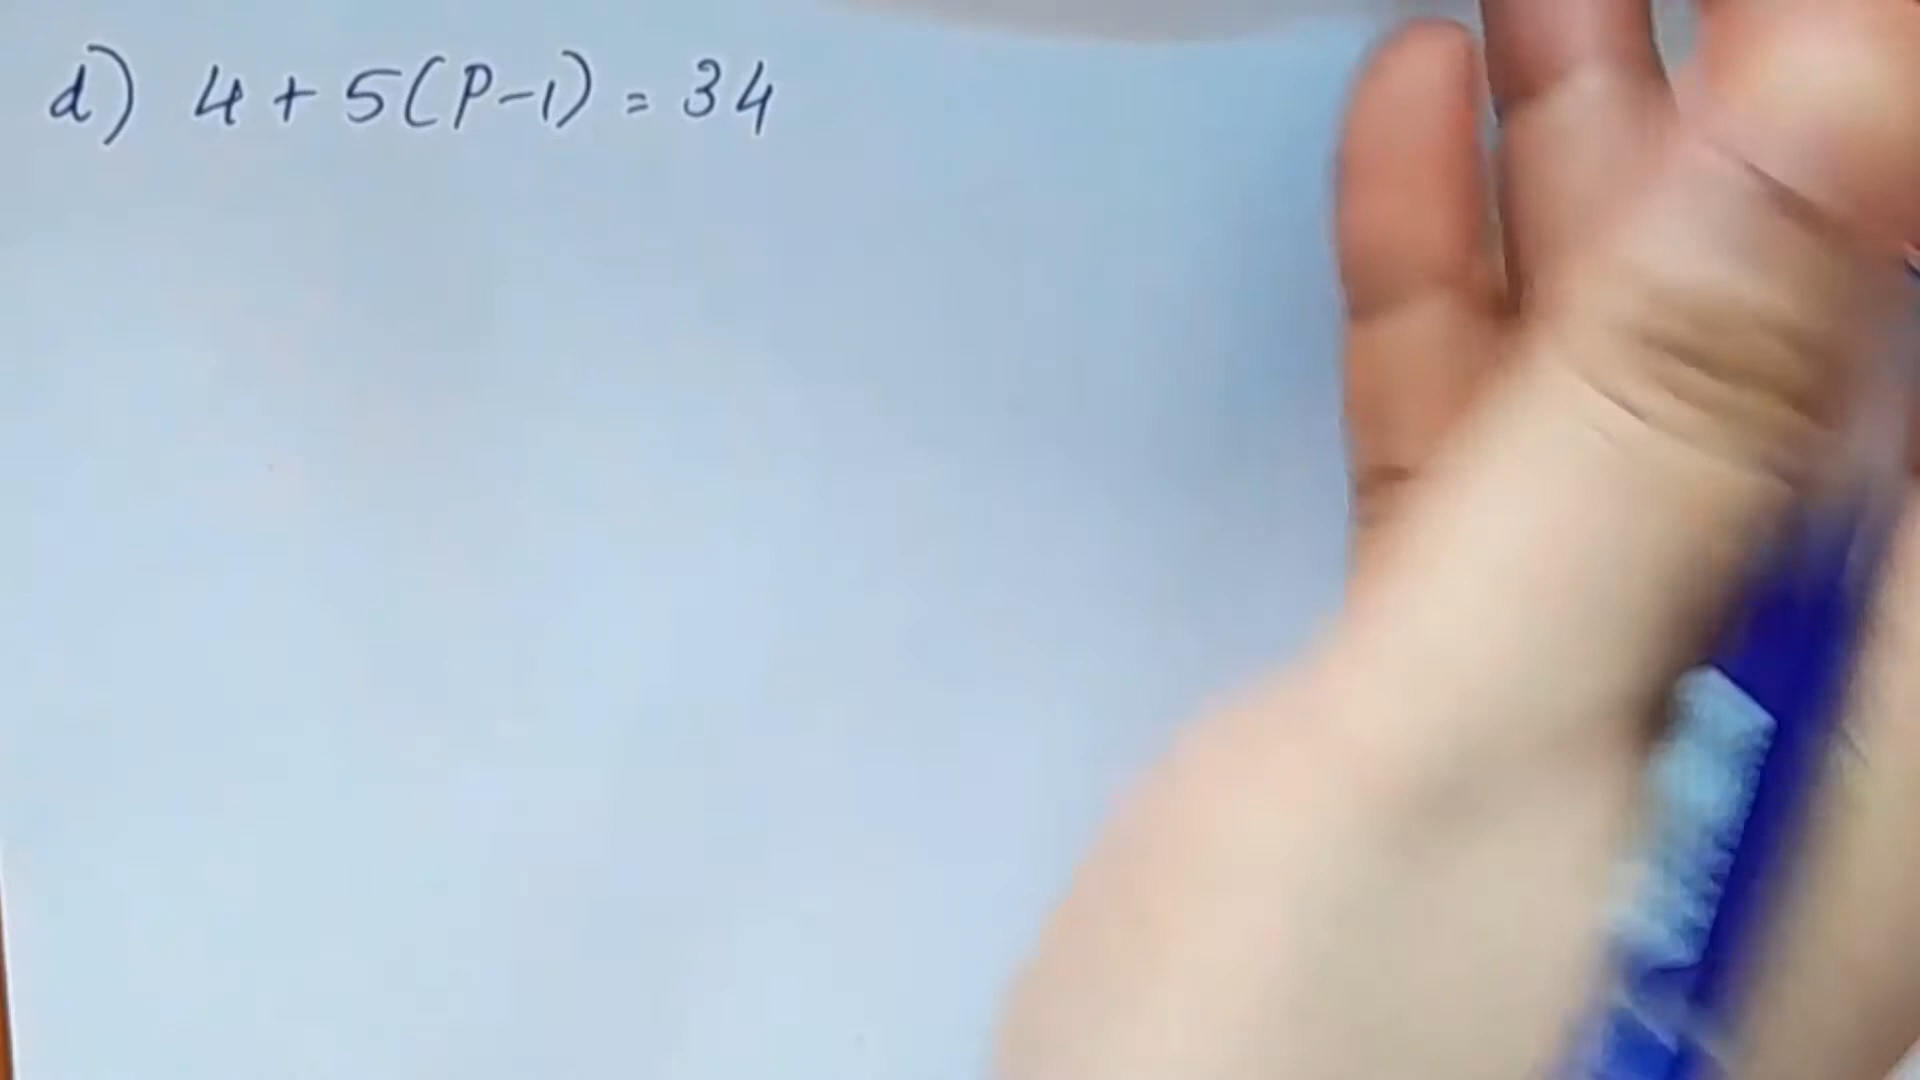 d) 4 + 5(P-1) = 34